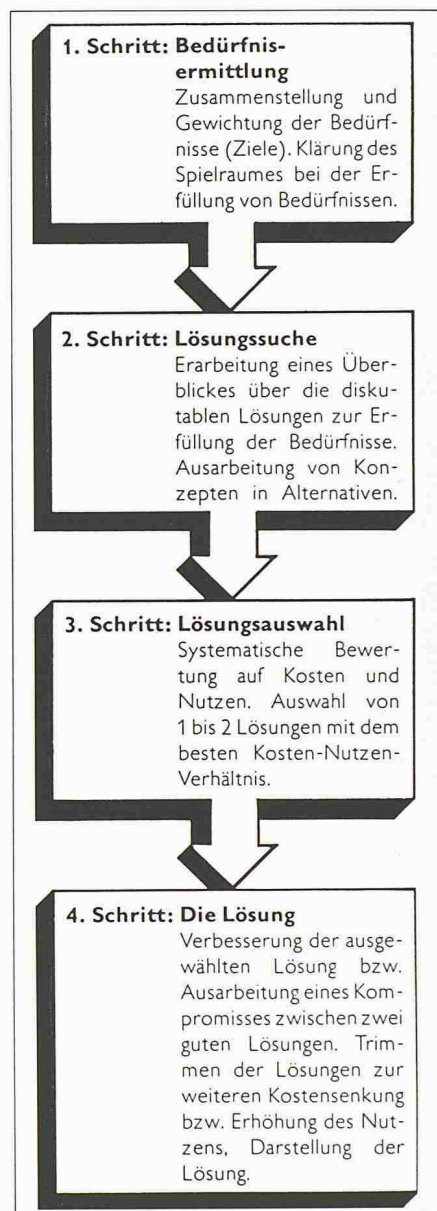 1. Schritt: Bedürfnis-
ermittlung
Zusammenstellung und
Gewichtung der Bedürf-
nisse (Ziele). Klärung des
Spielraumes bei der Er-
füllung von Bedürfnissen.
2. Schritt: Lösungssuche
Erarbeitung eines Über-
blickes über die disku-
tablen Lösungen zur Er-
füllung der Bedürfnisse.
Ausarbeitung von Kon-
zepten in Alternativen.
3. Schritt: Lösungsauswahl
Systematische Bewer-
tung auf Kosten und
Nutzen. Auswahl von
1 bis 2 Lösungen mit dem
besten Kosten-Nutzen-
Verhältnis.
4. Schritt: Die Lösung
Verbesserung der ausge-
wählten Lösung bzw.
Ausarbeitung eines Kom-
promisses zwischen zwei
guten Lösungen. Trim-
men der Lösungen zur
weiteren Kostensenkung
bzw. Erhöhung des Nut-
zens, Darstellung der
Lösung.